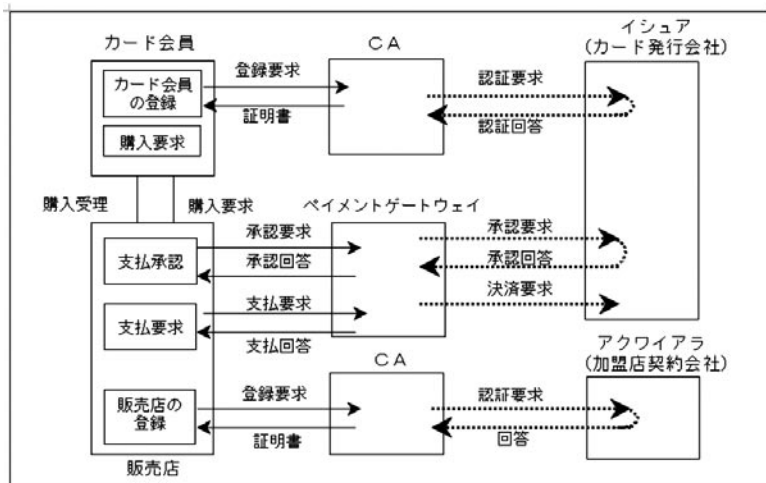 カード会員
CA
イシュア
(カード発行会社)
カード会員
の登録
登録要求
証明書
認証要求
認証回答
購入要求
購入受理
購入要求
ペイメントゲートウェイ
支払承認
承認要求
承認回答
承認要求
承認回答
支払要求
支払要求
支払回答
決済要求
CA
アクワイアラ
(加盟店契約会社)
販売店の
登録
登録要求
証明書
認証要求
回答
販売店